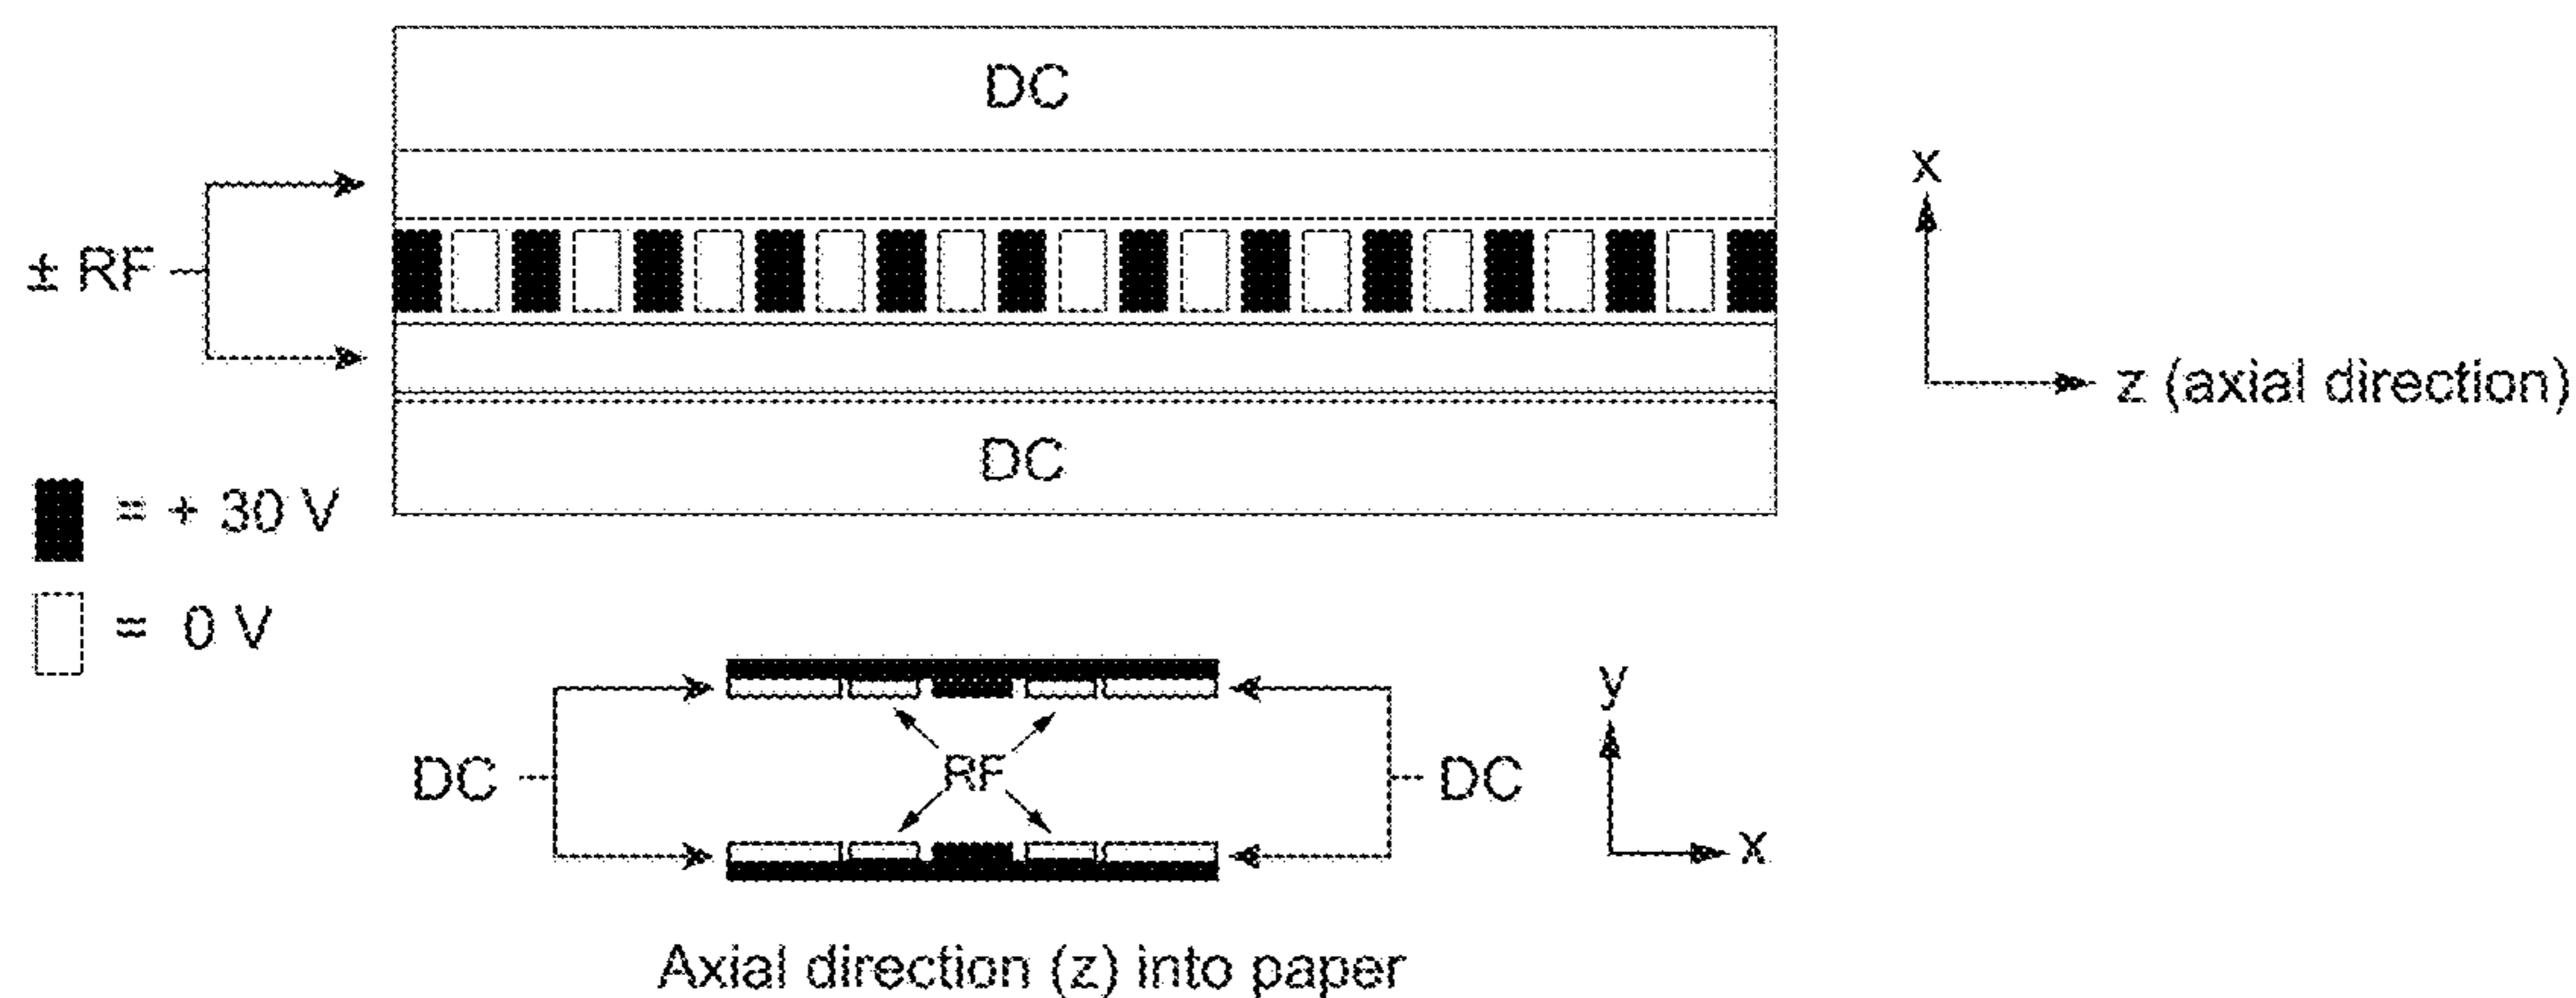 DC
x
± RF
z (axial direction)
DC
= + 30 V
= 0 V
y
DC
RF
DC
x
Axial direction (z) into paper